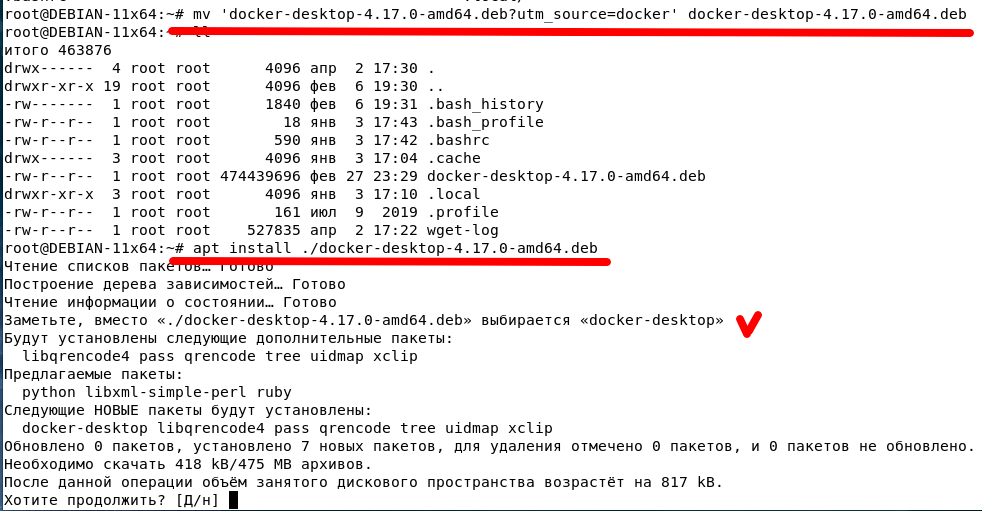 root@DEBIAN-11x64:~# mv 'docker-desktop-4.17.0-amd64.deb?utm_source=docker' docker-desktop-4.17.0-amd64.deb
root@DEBIAN-11x64:~# ll
итого 463876
drwx------  4 root root      4096 апр  2 17:30 .
drwxr-xr-x 19 root root      4096 фев  6 19:30 ..
-rw-------  1 root root      1840 фев  6 19:31 .bash_history
-rw-r--r--  1 root root        18 янв  3 17:43 .bash_profile
-rw-r--r--  1 root root       590 янв  3 17:42 .bashrc
drwx------  3 root root      4096 янв  3 17:04 .cache
-rw-r--r--  1 root root 474439696 фев 27 23:29 docker-desktop-4.17.0-amd64.deb
drwxr-xr-x  3 root root      4096 янв  3 17:10 .local
-rw-r--r--  1 root root       161 июл  9  2019 .profile
-rw-r--r--  1 root root    527835 апр  2 17:22 wget-log
root@DEBIAN-11x64:~# apt install ./docker-desktop-4.17.0-amd64.deb
Чтение списков пакетов… Готово
Построение дерева зависимостей… Готово
Чтение информации о состоянии… Готово
Заметьте, вместо «./docker-desktop-4.17.0-amd64.deb» выбирается «docker-desktop»
Будут установлены следующие дополнительные пакеты:
  libqrencode4 pass qrencode tree uidmap xclip
Предлагаемые пакеты:
  python libxml-simple-perl ruby
Следующие НОВЫЕ пакеты будут установлены:
  docker-desktop libqrencode4 pass qrencode tree uidmap xclip
Обновлено 0 пакетов, установлено 7 новых пакетов, для удаления отмечено 0 пакетов, и 0 пакетов не обновлено.
Необходимо скачать 418 kB/475 MB архивов.
После данной операции объём занятого дискового пространства возрастёт на 817 kB.
Хотите продолжить? [Д/н]